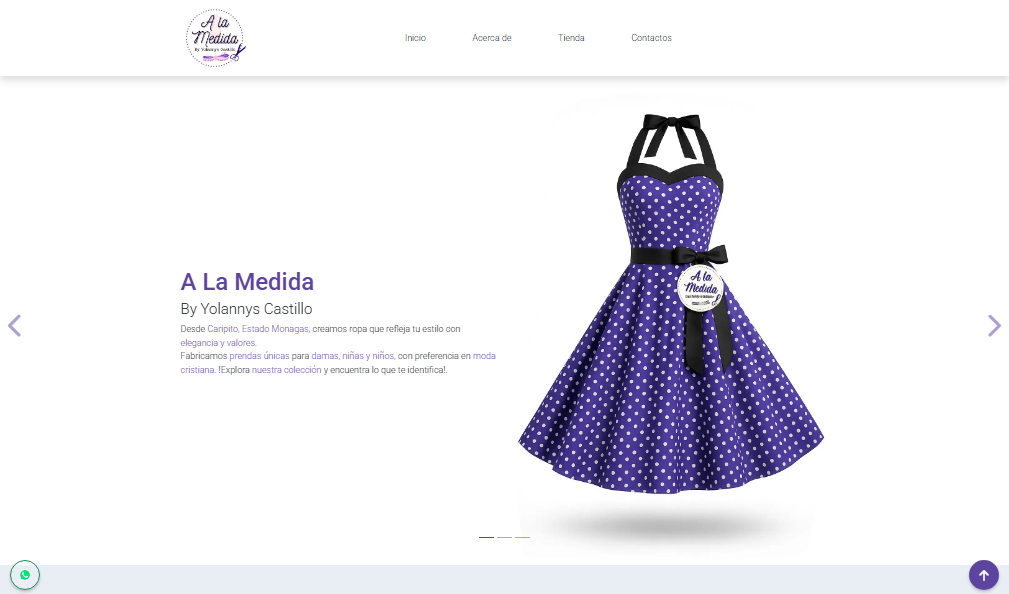 A la
Medida
By Yolannys Castillo
Inicio
Acerca de
Tienda
Contactos
A La Medida
By Yolannys Castillo
Desde Caripito, Estado Monagas, creamos ropa que refleja tu estilo con
elegancia y valores.
Fabricamos prendas únicas para damas, niñas y niños, con preferencia en moda
cristiana. !Explora nuestra colección y encuentra lo que te identifica!.
A la
Medida